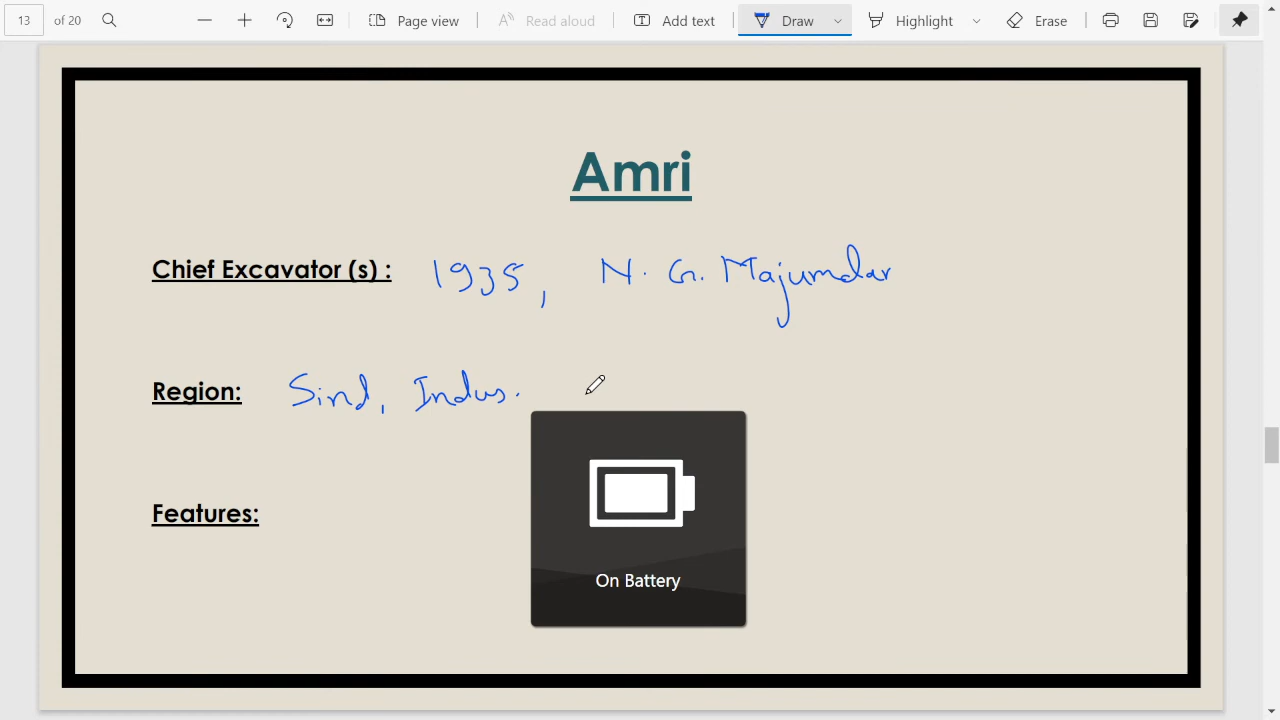 13 of 20 Page view Read aloud Add text Draw Highlight Erase
Amri
Chief Excavator (s) : 1935, N. G. Majumdar
Region: Sind, Indus.
Features:
On Battery